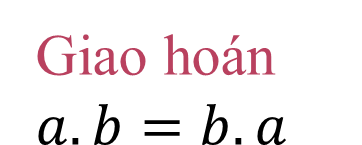 Giao hoán
a. b = b. a